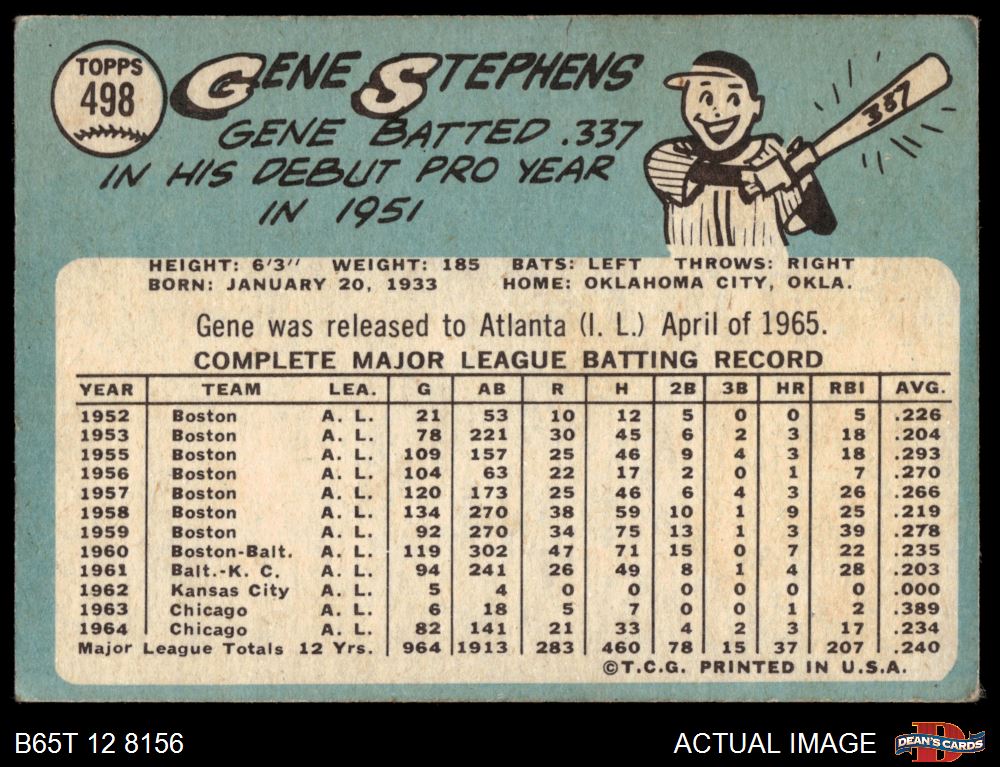 TOPPS
498
GENE STEPHENS
GENE BATTED .337
IN HIS DEBUT PRO YEAR
IN 1951
337
HEIGHT: 6'3" WEIGHT: 185 BATS: LEFT THROWS: RIGHT
BORN: JANUARY 20, 1933 HOME: OKLAHOMA CITY, OKLA.
Gene was released to Atlanta (I. L.) April of 1965.
COMPLETE MAJOR LEAGUE BATTING RECORD
YEAR TEAM LEA. G AB R H 2B 3B HR RBI AVG.
1952 Boston A. L. 21 53 10 12 5 0 0 5 .226
1953 Boston A. L. 78 221 30 45 6 2 3 18 .204
1955 Boston A. L. 109 157 25 46 9 4 3 18 .293
1956 Boston A. L. 104 63 22 17 2 0 1 7 .270
1957 Boston A. L. 120 173 25 46 6 4 3 26 .266
1958 Boston A. L. 134 270 38 59 10 1 9 25 .219
1959 Boston A. L. 92 270 34 75 13 1 3 39 .278
1960 Boston-Balt. A. L. 119 302 47 71 15 0 7 22 .235
1961 Balt.-K. C. A. L. 94 241 26 49 8 1 4 28 .203
1962 Kansas City A. L. 5 4 0 0 0 0 0 0 .000
1963 Chicago A. L. 6 18 5 7 0 0 1 2 .389
1964 Chicago A. L. 82 141 21 33 4 2 3 17 .234
Major League Totals 12 Yrs. 964 1913 283 460 78 15 37 207 .240
©T.C.G. PRINTED IN U.S.A.
B65T 12 8156
ACTUAL IMAGE
DEAN'S CARDS